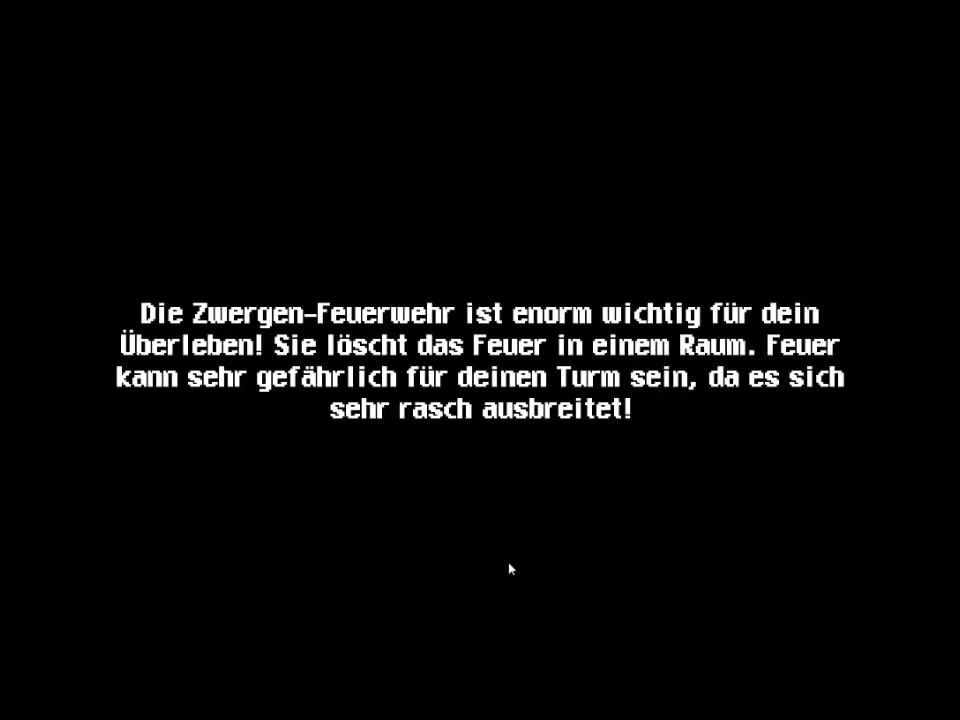 Die Zwergen-Feuerwehr ist enorm wichtig für dein
Überleben! Sie löscht das Feuer in einem Raum. Feuer
kann sehr gefährlich für deinen Turm sein, da es sich
sehr rasch ausbreitet!